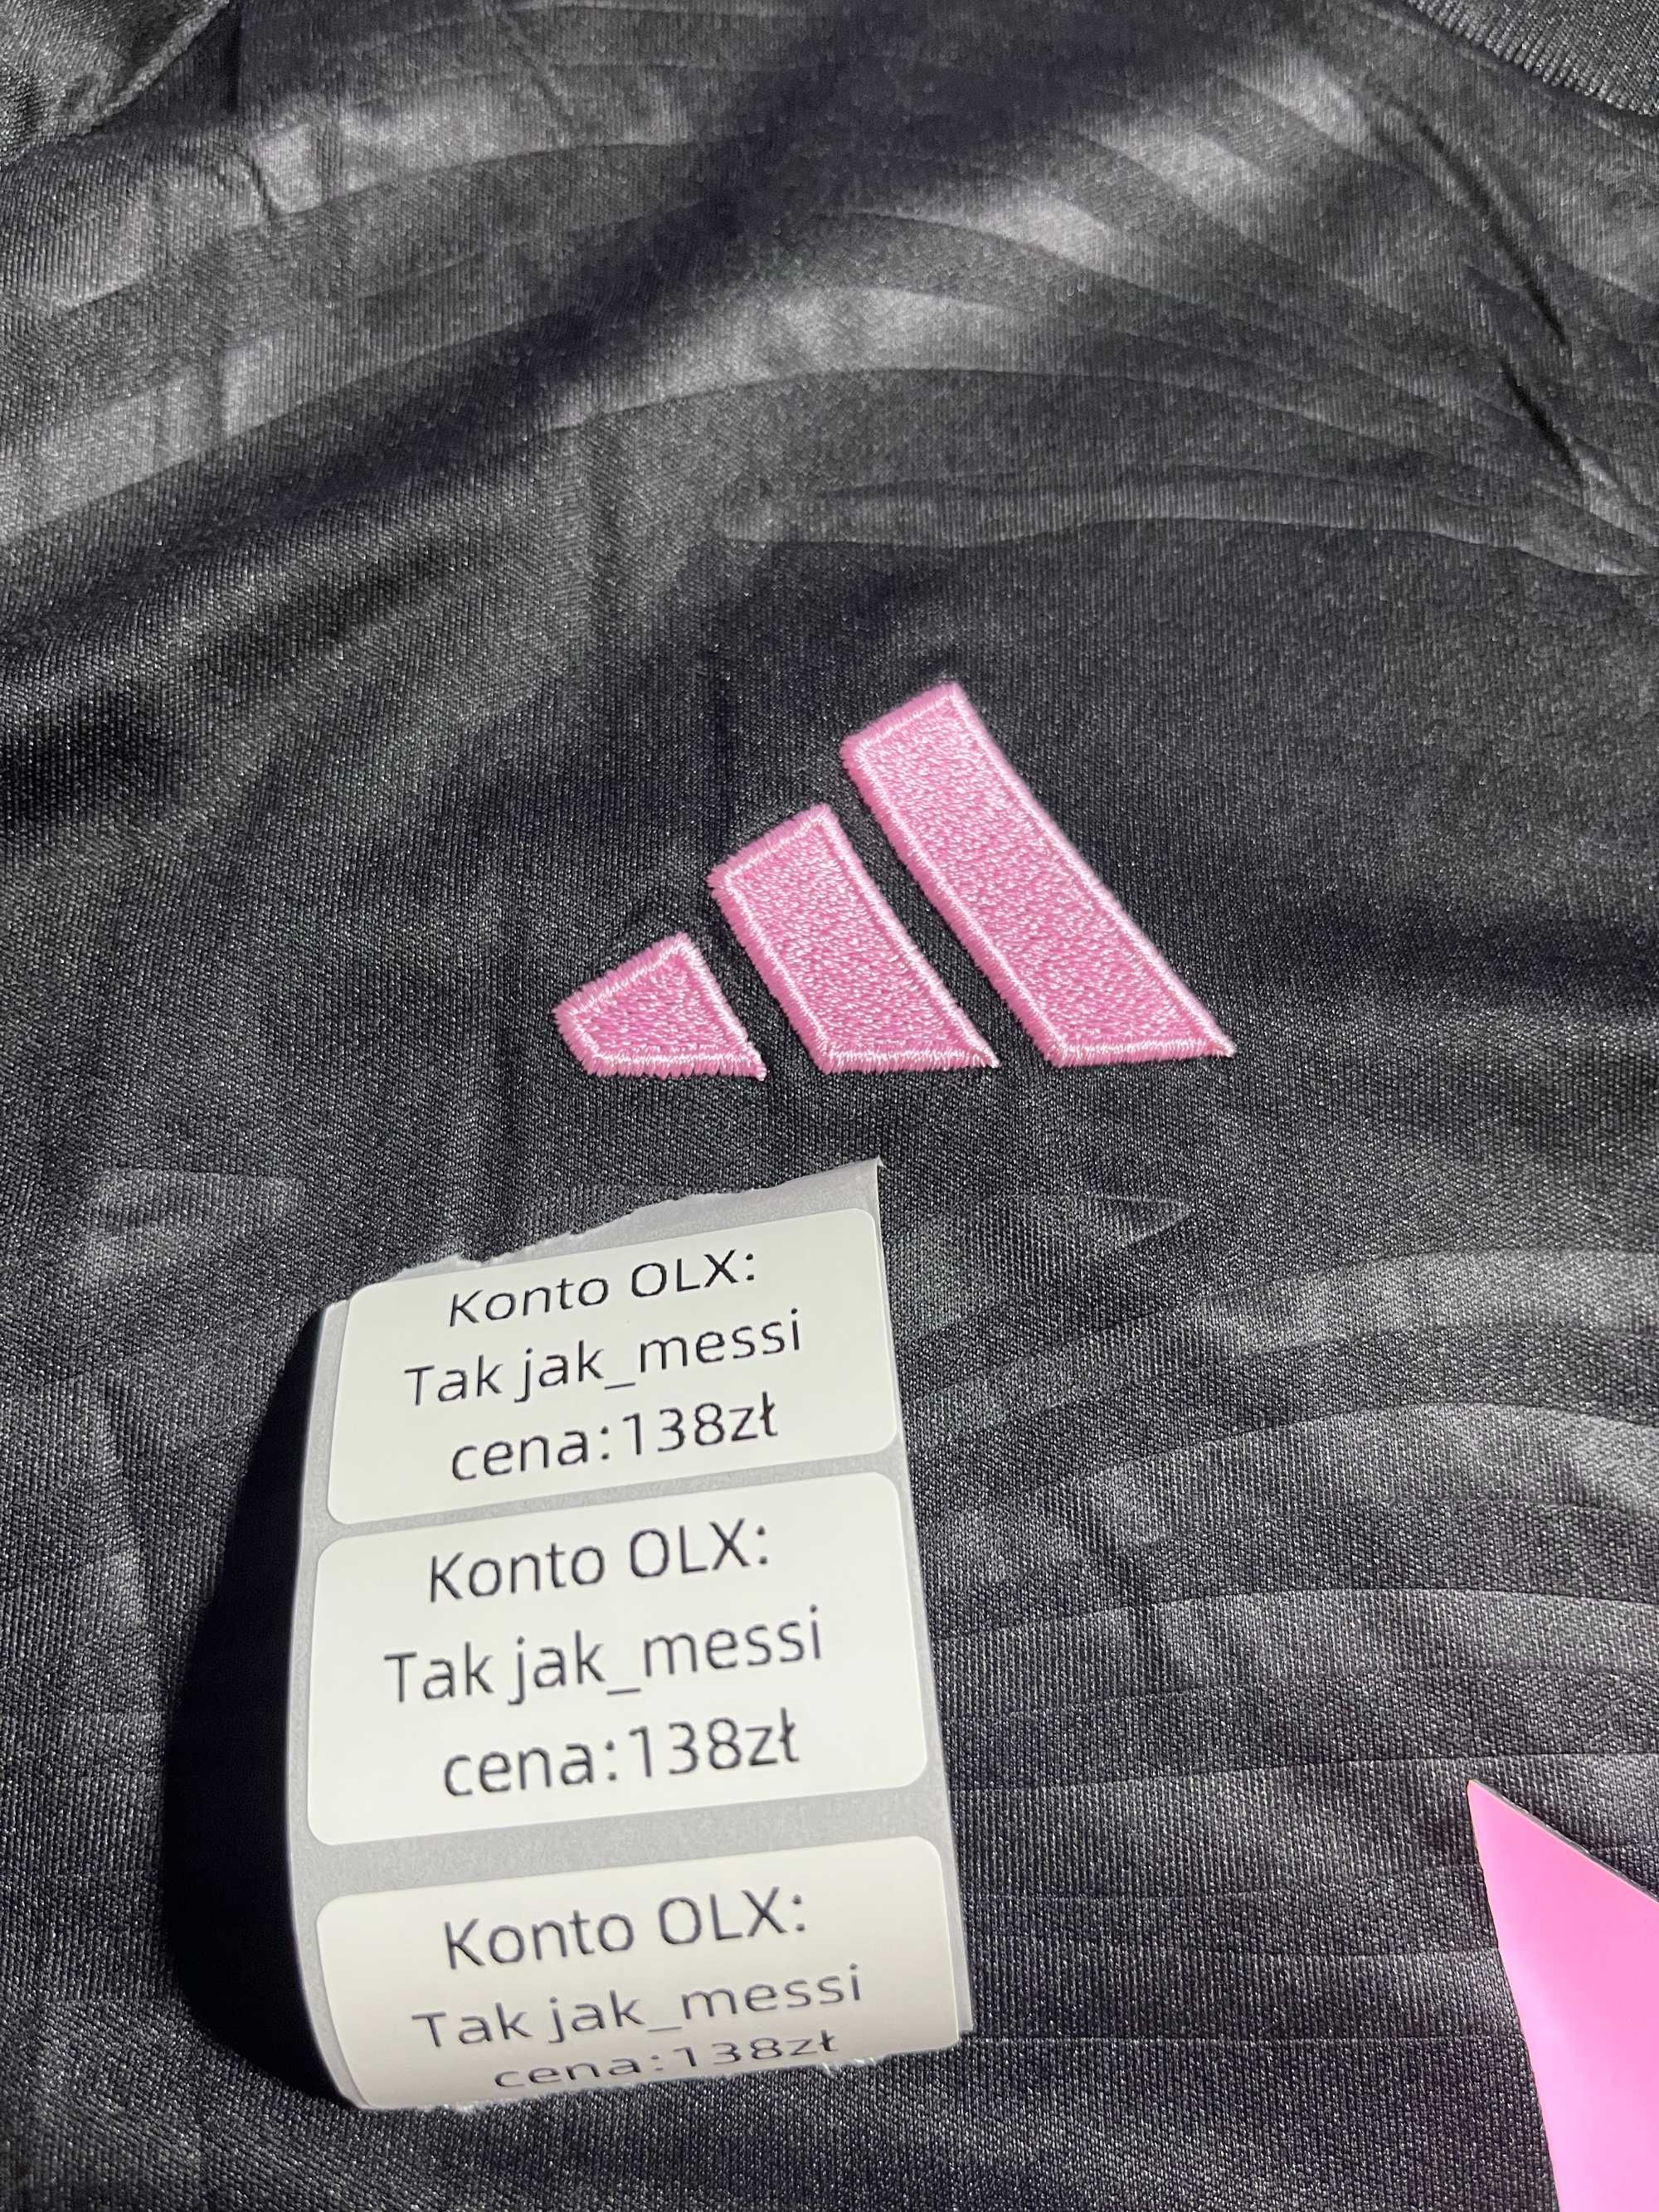 Konto OLX:
Tak jak_messi
cena:138zł
Konto OLX:
Tak jak_messi
cena:138zł
Konto OLX:
Tak jak_messi
cena:138zł